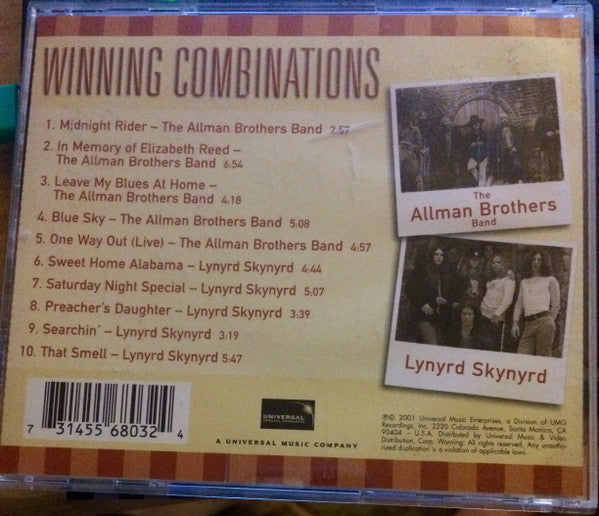 WINNING COMBINATIONS
1. Midnight Rider – The Allman Brothers Band 2:57
2. In Memory of Elizabeth Reed –
The Allman Brothers Band 6:54
3. Leave My Blues At Home –
The Allman Brothers Band 4.18
4. Blue Sky – The Allman Brothers Band 5:08
5. One Way Out (Live) – The Allman Brothers Band 4:57
6. Sweet Home Alabama – Lynyrd Skynyrd 4:44
7. Saturday Night Special – Lynyrd Skynyrd 5:07
8. Preacher's Daughter – Lynyrd Skynyrd 3:39
9. Searchin' – Lynyrd Skynyrd 3:19
10. That Smell – Lynyrd Skynyrd 5:47
The
Allman Brothers
Band
Lynyrd Skynyrd
7 31455 68032 4
UNIVERSAL
A UNIVERSAL MUSIC COMPANY
℗© 2001 Universal Music Enterprises, a Division of UMG
Recordings, Inc. 2220 Colorado Avenue, Santa Monica, CA
90404 – U.S.A. Distributed by Universal Music & Video
Distribution, Corp. Warning: All rights reserved. Any unautho-
rized duplication is a violation of applicable laws.